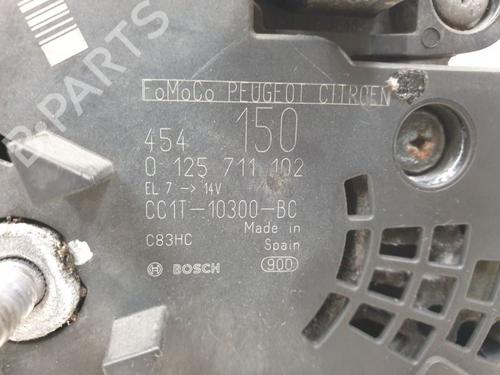 B-PARTS
FoMoCo PEUGEOT CITROEN
454 150
0 125 711 102
EL 7 -> 14V
CC1T-10300-BC
C83HC Made in
Spain
BOSCH 900
B-PARTS